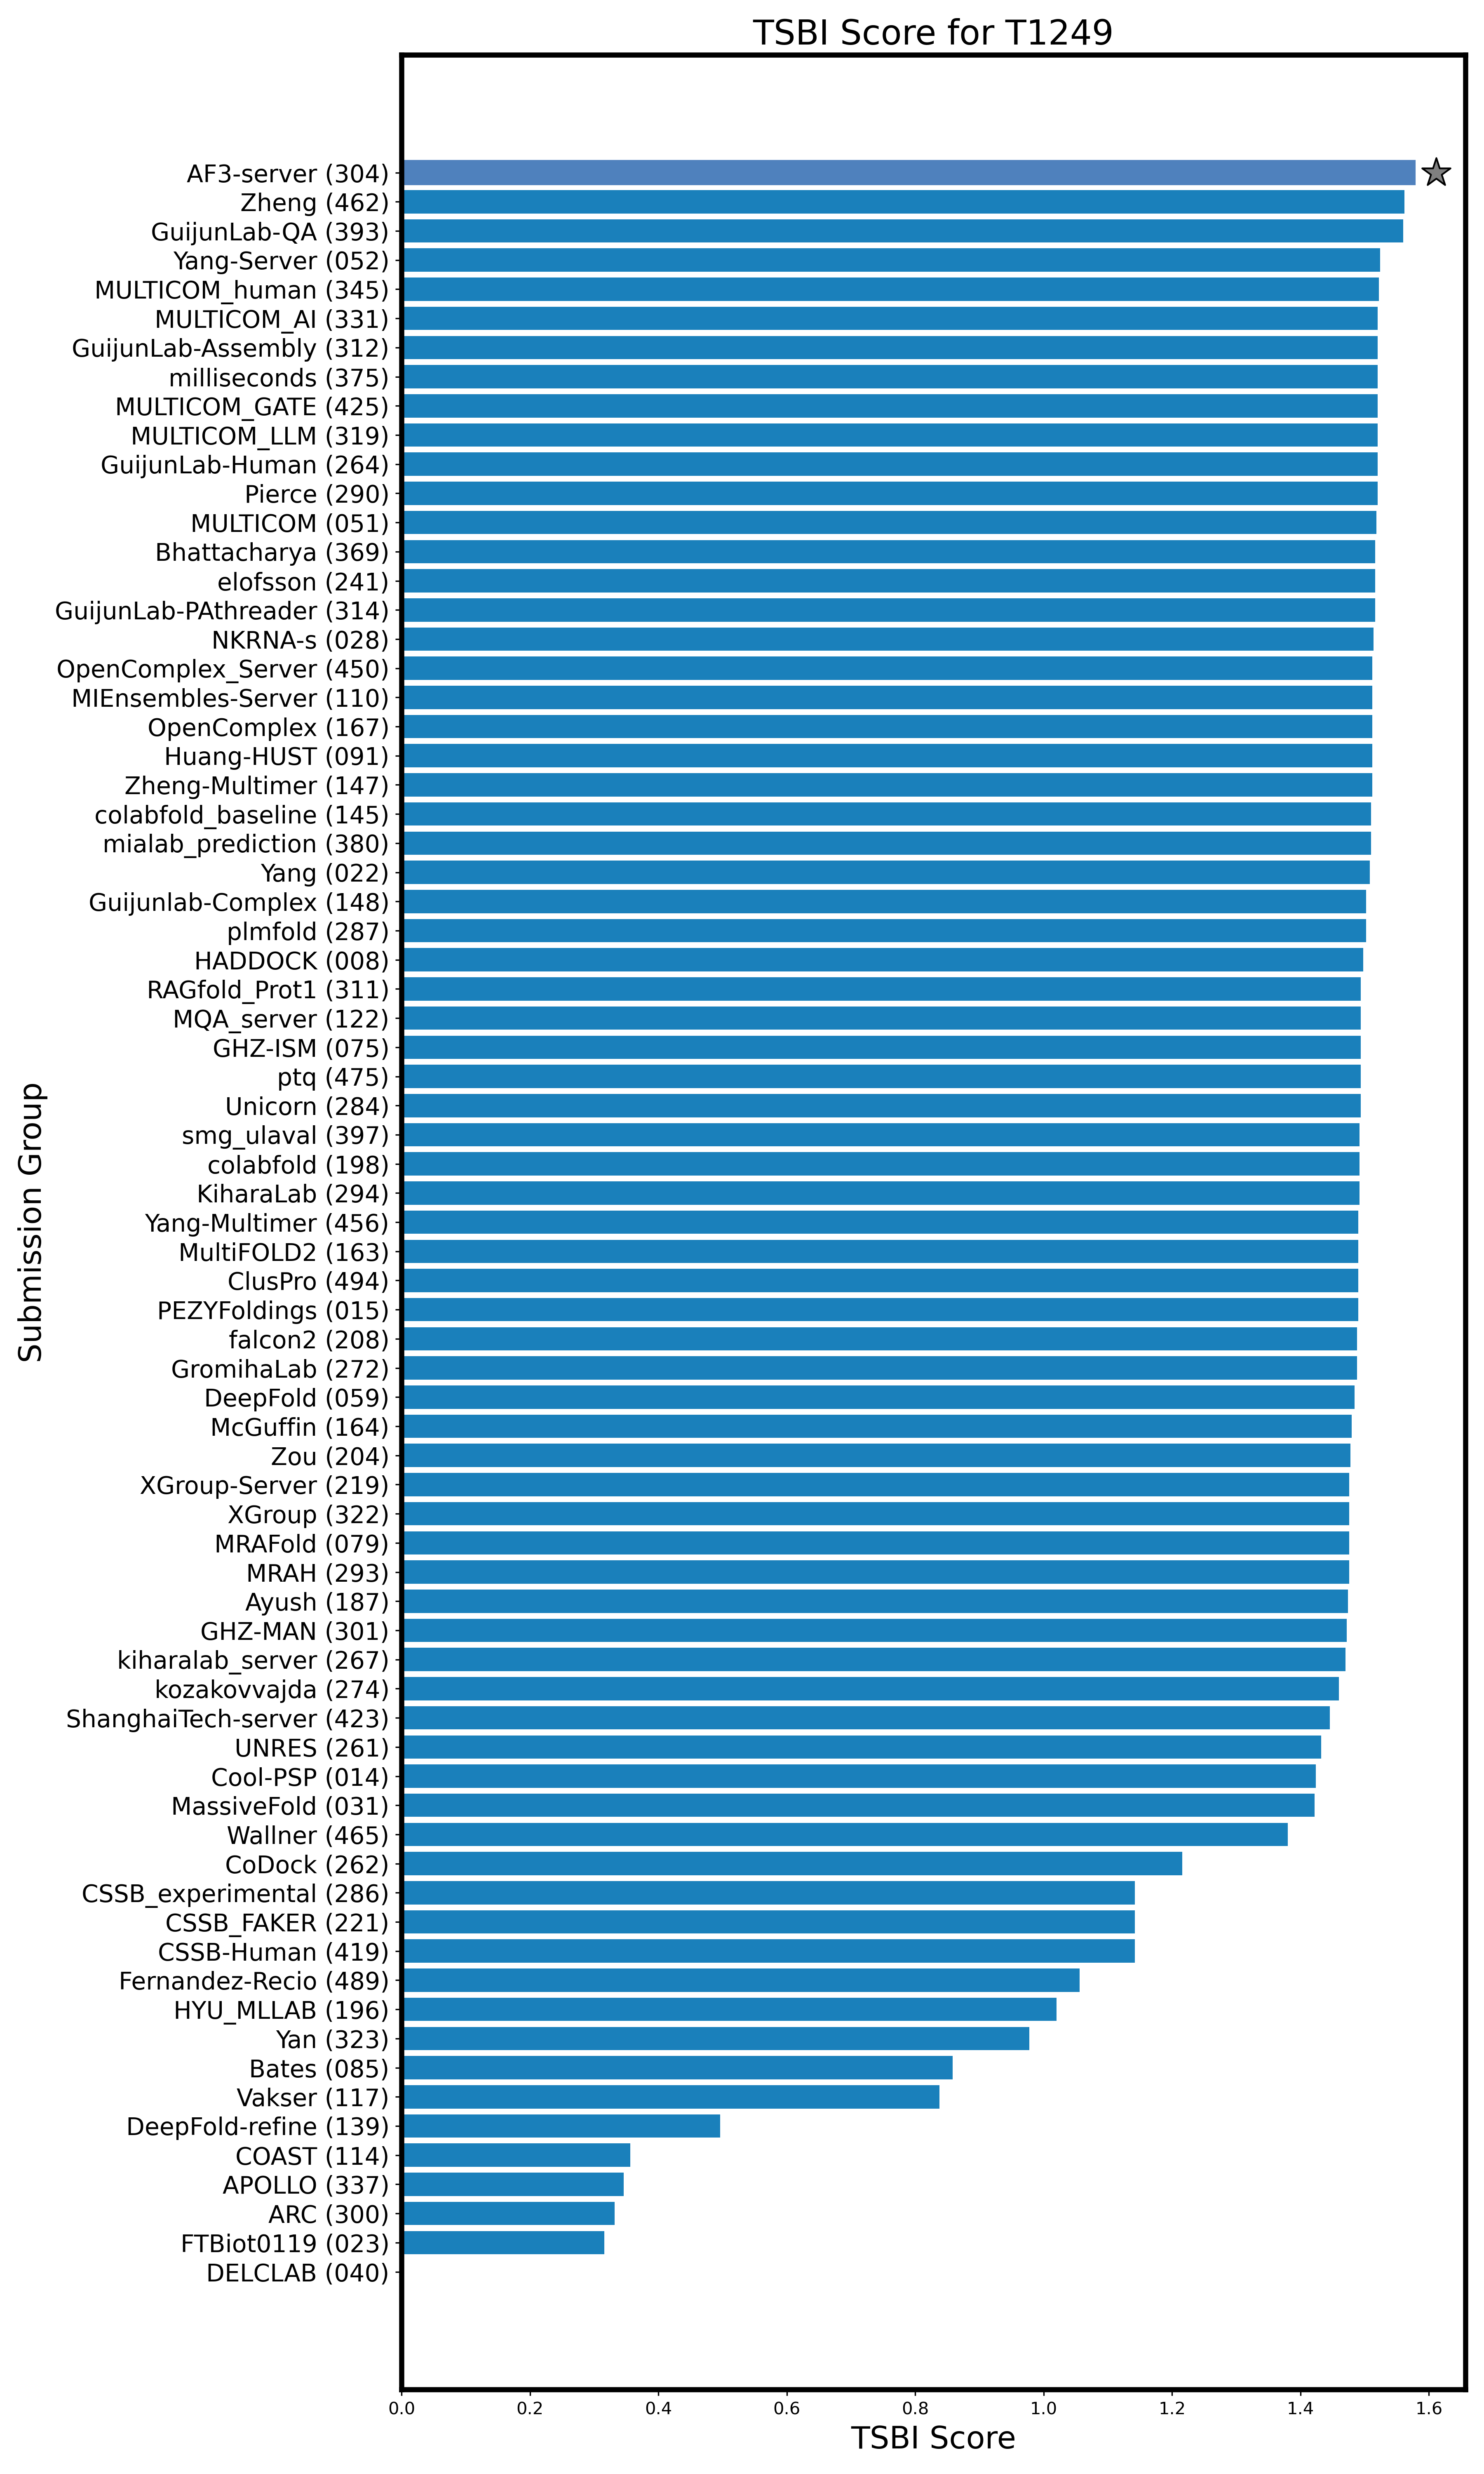 TSBI Score for T1249
AF3-server (304)
Zheng (462)
GuijunLab-QA (393)
Yang-Server (052)
MULTICOM_human (345)
MULTICOM_AI (331)
GuijunLab-Assembly (312)
milliseconds (375)
MULTICOM_GATE (425)
MULTICOM_LLM (319)
GuijunLab-Human (264)
Pierce (290)
MULTICOM (051)
Bhattacharya (369)
elofsson (241)
GuijunLab-PAthreader (314)
NKRNA-s (028)
OpenComplex_Server (450)
MIEnsembles-Server (110)
OpenComplex (167)
Huang-HUST (091)
Zheng-Multimer (147)
colabfold_baseline (145)
mialab_prediction (380)
Yang (022)
Guijunlab-Complex (148)
plmfold (287)
HADDOCK (008)
RAGfold_Prot1 (311)
MQA_server (122)
GHZ-ISM (075)
ptq (475)
Unicorn (284)
smg_ulaval (397)
colabfold (198)
KiharaLab (294)
Yang-Multimer (456)
MultiFOLD2 (163)
ClusPro (494)
PEZYFoldings (015)
falcon2 (208)
GromihaLab (272)
DeepFold (059)
McGuffin (164)
Zou (204)
XGroup-Server (219)
XGroup (322)
MRAFold (079)
MRAH (293)
Ayush (187)
GHZ-MAN (301)
kiharalab_server (267)
kozakovvajda (274)
ShanghaiTech-server (423)
UNRES (261)
Cool-PSP (014)
MassiveFold (031)
Wallner (465)
CoDock (262)
CSSB_experimental (286)
CSSB_FAKER (221)
CSSB-Human (419)
Fernandez-Recio (489)
HYU_MLLAB (196)
Yan (323)
Bates (085)
Vakser (117)
DeepFold-refine (139)
COAST (114)
APOLLO (337)
ARC (300)
FTBiot0119 (023)
DELCLAB (040)
Submission Group
0.0 0.2 0.4 0.6 0.8 1.0 1.2 1.4 1.6
TSBI Score